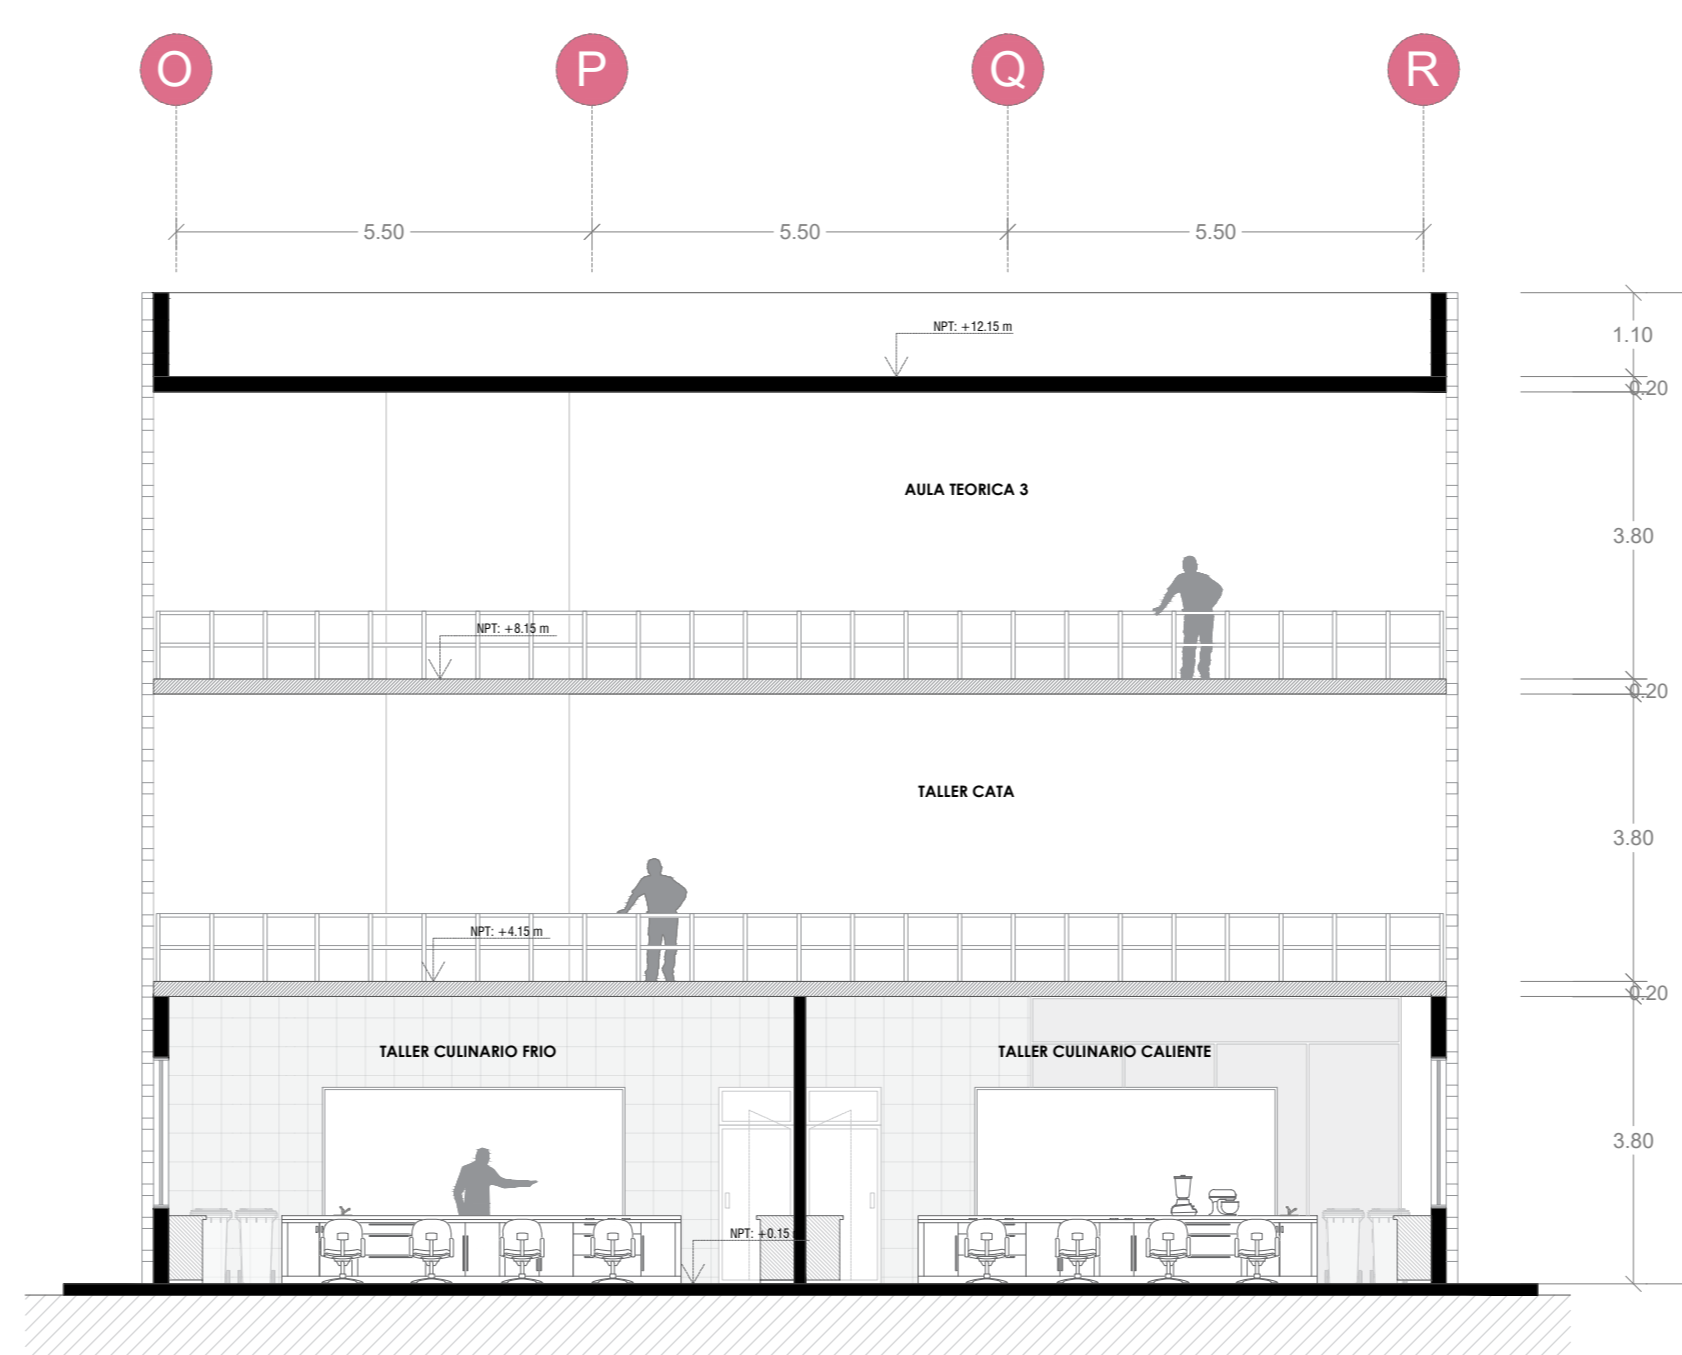 O P Q R
5.50 5.50 5.50
1.10
NPT: +12.15 m
0.20
AULA TEORICA 3
3.80
NPT: +8.15 m
0.20
TALLER CATA
3.80
NPT: +4.15 m
0.20
TALLER CULINARIO FRIO TALLER CULINARIO CALIENTE
3.80
NPT: +0.15